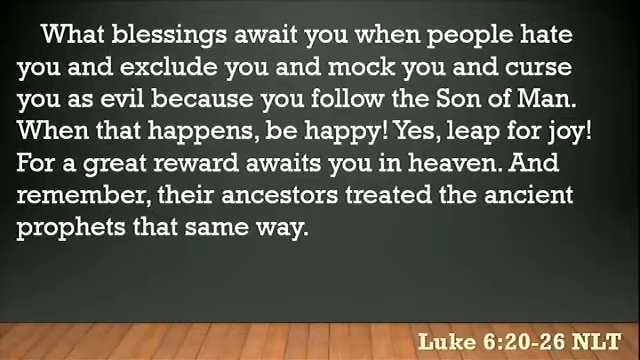 What blessings await you when people hate
you and exclude you and mock you and curse
you as evil because you follow the Son of Man.
When that happens, be happy! Yes, leap for joy!
For a great reward awaits you in heaven. And
remember, their ancestors treated the ancient
prophets that same way.
Luke 6:20-26 NLT